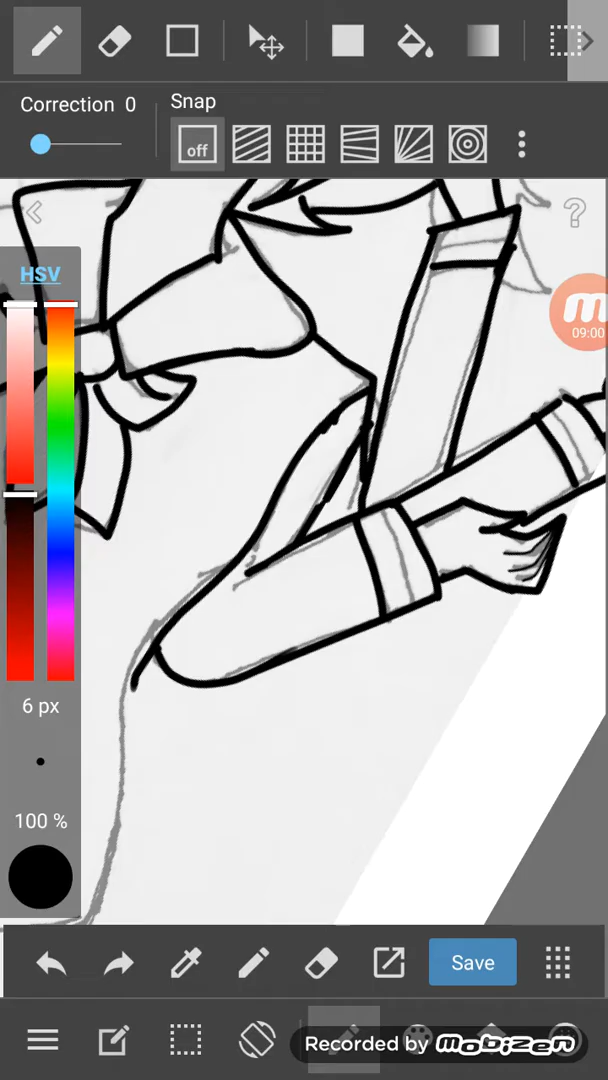 Correction 0
Snap
off
HSV
09:00
6 px
100 %
Save
Recorded by mobizen